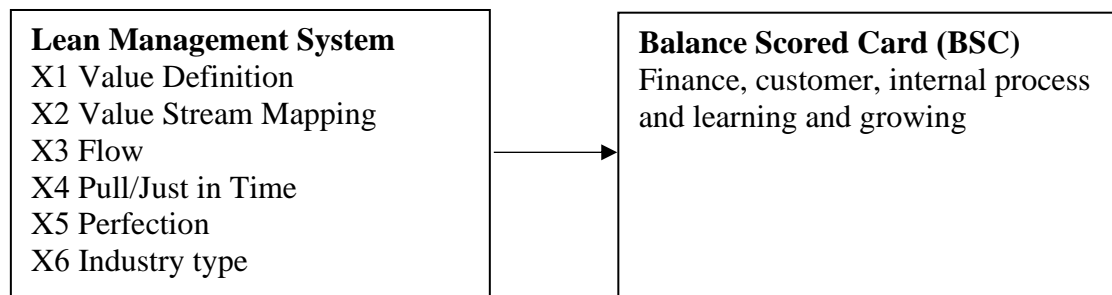 Lean Management System
X1 Value Definition
X2 Value Stream Mapping
X3 Flow
X4 Pull/Just in Time
X5 Perfection
X6 Industry type
Balance Scored Card (BSC)
Finance, customer, internal process
and learning and growing